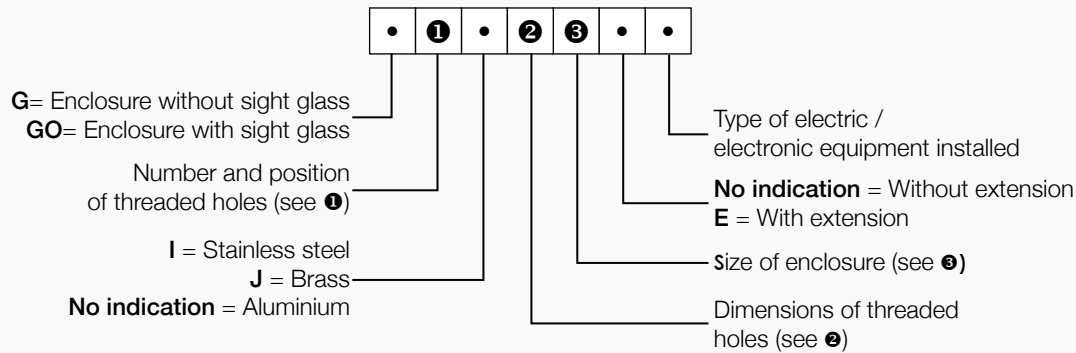 • ❶ • ❷ ❸ • •
G= Enclosure without sight glass
GO= Enclosure with sight glass
Number and position
of threaded holes (see ❶)
I = Stainless steel
J = Brass
No indication = Aluminium
Type of electric /
electronic equipment installed
No indication = Without extension
E = With extension
Size of enclosure (see ❸)
Dimensions of threaded
holes (see ❷)